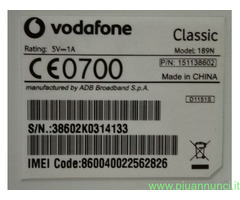 vodafone Classic
Rating: 5V⎓1A Model: 189N
P/N: 151138602
CE0700 Made in CHINA
manufactured by ADB Broadband S.p.A.
D1151S
S/N.:38602K0314133
IMEI Code:860040022562826
www.piuannunci.it